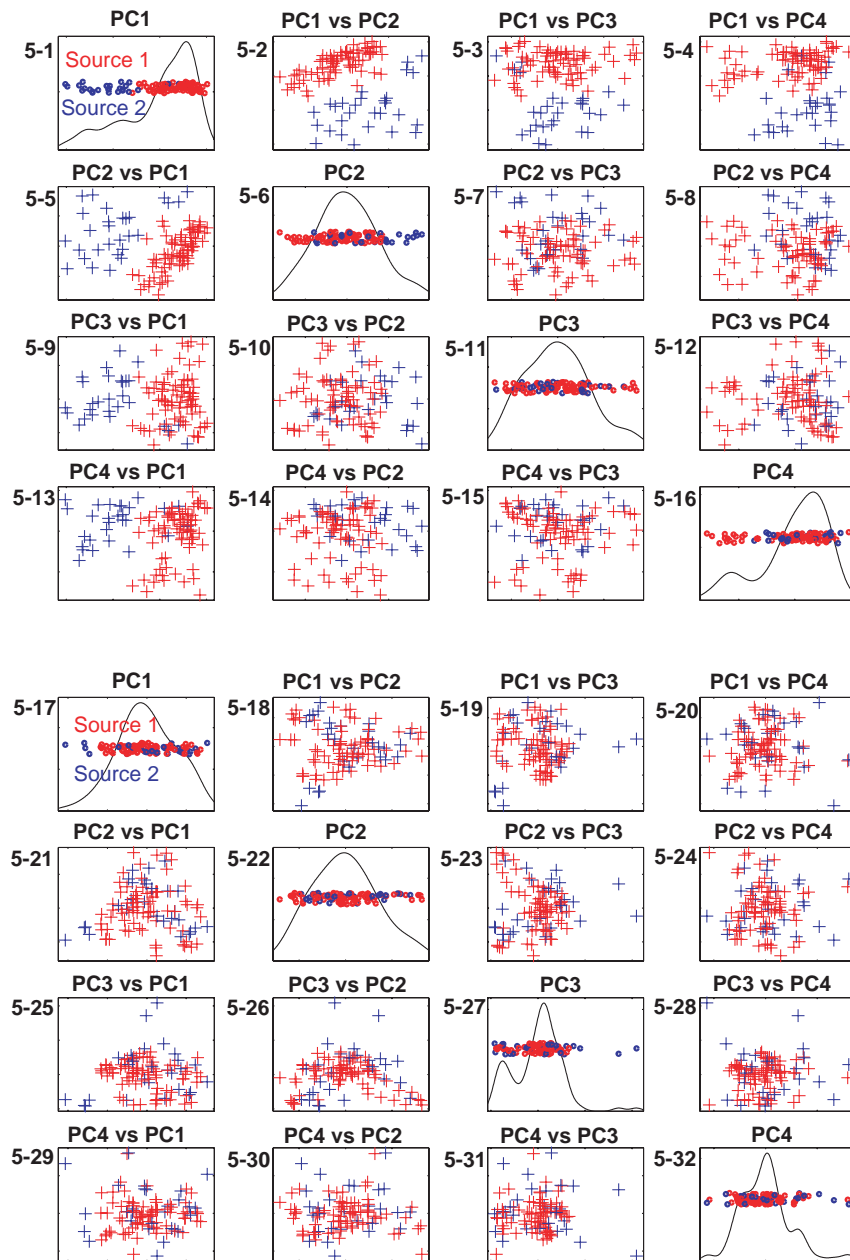 PC1
PC1 vs PC2
PC1 vs PC3
PC1 vs PC4
5-1
Source 1
Source 2
5-2
5-3
5-4
PC2 vs PC1
PC2
PC2 vs PC3
PC2 vs PC4
5-5
5-6
5-7
5-8
PC3 vs PC1
PC3 vs PC2
PC3
PC3 vs PC4
5-9
5-10
5-11
5-12
PC4 vs PC1
PC4 vs PC2
PC4 vs PC3
PC4
5-13
5-14
5-15
5-16
PC1
PC1 vs PC2
PC1 vs PC3
PC1 vs PC4
5-17
Source 1
Source 2
5-18
5-19
5-20
PC2 vs PC1
PC2
PC2 vs PC3
PC2 vs PC4
5-21
5-22
5-23
5-24
PC3 vs PC1
PC3 vs PC2
PC3
PC3 vs PC4
5-25
5-26
5-27
5-28
PC4 vs PC1
PC4 vs PC2
PC4 vs PC3
PC4
5-29
5-30
5-31
5-32